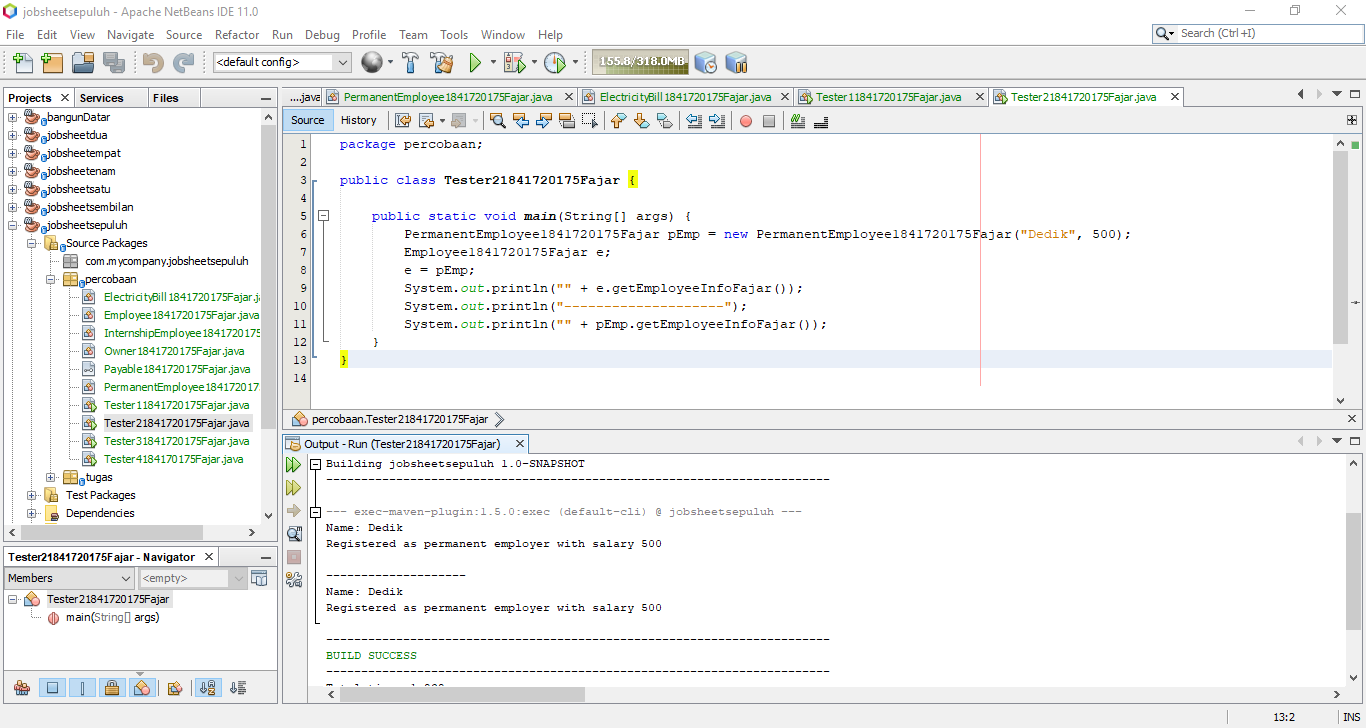 jobsheetsepuluh - Apache NetBeans IDE 11.0
File Edit View Navigate Source Refactor Run Debug Profile Team Tools Window Help
Search (Ctrl+I)
<default config>
155.8/318.0MB
Projects Services Files
bangunDatar
jobsheetdua
jobsheetempat
jobsheetenam
jobsheetsatu
jobsheetsembilan
jobsheetsepuluh
Source Packages
com.mycompany.jobsheetsepuluh
percobaan
ElectricityBill1841720175Fajar.ja
Employee1841720175Fajar.java
InternshipEmployee1841720175
Owner1841720175Fajar.java
Payable1841720175Fajar.java
PermanentEmployee184172017
Tester11841720175Fajar.java
Tester21841720175Fajar.java
Tester31841720175Fajar.java
Tester4184170175Fajar.java
tugas
Test Packages
Dependencies
Tester21841720175Fajar - Navigator
Members <empty>
Tester21841720175Fajar
main(String[] args)
....java PermanentEmployee1841720175Fajar.java ElectricityBill1841720175Fajar.java Tester11841720175Fajar.java Tester21841720175Fajar.java
Source History
1 package percobaan;
2
3 public class Tester21841720175Fajar {
4
5 public static void main(String[] args) {
6 PermanentEmployee1841720175Fajar pEmp = new PermanentEmployee1841720175Fajar("Dedik", 500);
7 Employee1841720175Fajar e;
8 e = pEmp;
9 System.out.println("" + e.getEmployeeInfoFajar());
10 System.out.println("--------------------");
11 System.out.println("" + pEmp.getEmployeeInfoFajar());
12 }
13 }
14
percobaan.Tester21841720175Fajar
Output - Run (Tester21841720175Fajar)
Building jobsheetsepuluh 1.0-SNAPSHOT
------------------------------------------------------------------------
--- exec-maven-plugin:1.5.0:exec (default-cli) @ jobsheetsepuluh ---
Name: Dedik
Registered as permanent employer with salary 500
--------------------
Name: Dedik
Registered as permanent employer with salary 500
------------------------------------------------------------------------
BUILD SUCCESS
------------------------------------------------------------------------
13:2 INS